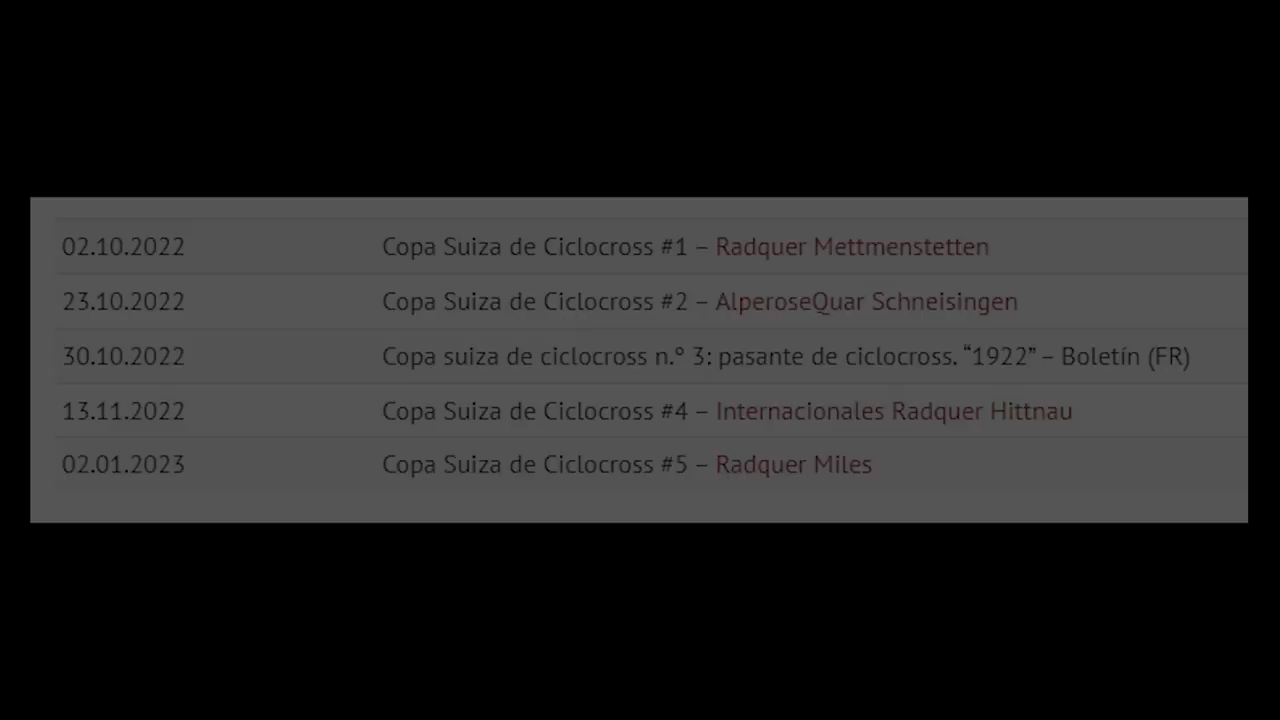 02.10.2022 Copa Suiza de Ciclocross #1 – Radquer Mettmenstetten
23.10.2022 Copa Suiza de Ciclocross #2 – AlperoseQuar Schneisingen
30.10.2022 Copa suiza de ciclocross n.º 3: pasante de ciclocross. “1922” – Boletín (FR)
13.11.2022 Copa Suiza de Ciclocross #4 – Internacionales Radquer Hittnau
02.01.2023 Copa Suiza de Ciclocross #5 – Radquer Miles